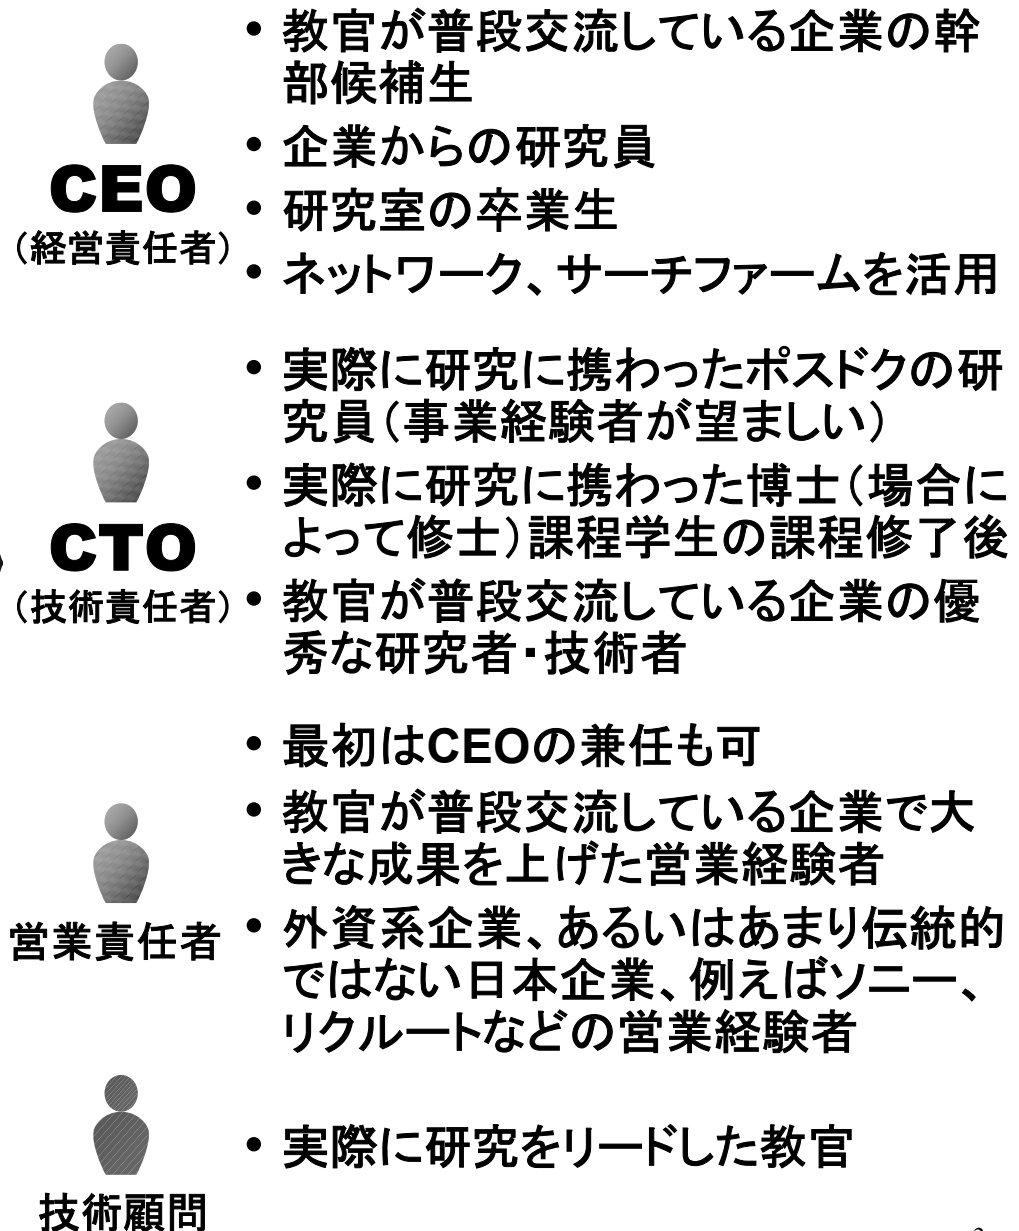 • 教官が普段交流している企業の幹
部候補生
• 企業からの研究員
• 研究室の卒業生
• ネットワーク、サーチファームを活用
CEO
（経営責任者）
• 実際に研究に携わったポスドクの研
究員（事業経験者が望ましい）
• 実際に研究に携わった博士（場合に
よって修士）課程学生の課程修了後
• 教官が普段交流している企業の優
秀な研究者・技術者
CTO
（技術責任者）
• 最初はCEOの兼任も可
• 教官が普段交流している企業で大
きな成果を上げた営業経験者
• 外資系企業、あるいはあまり伝統的
ではない日本企業、例えばソニー、
リクルートなどの営業経験者
営業責任者
• 実際に研究をリードした教官
技術顧問